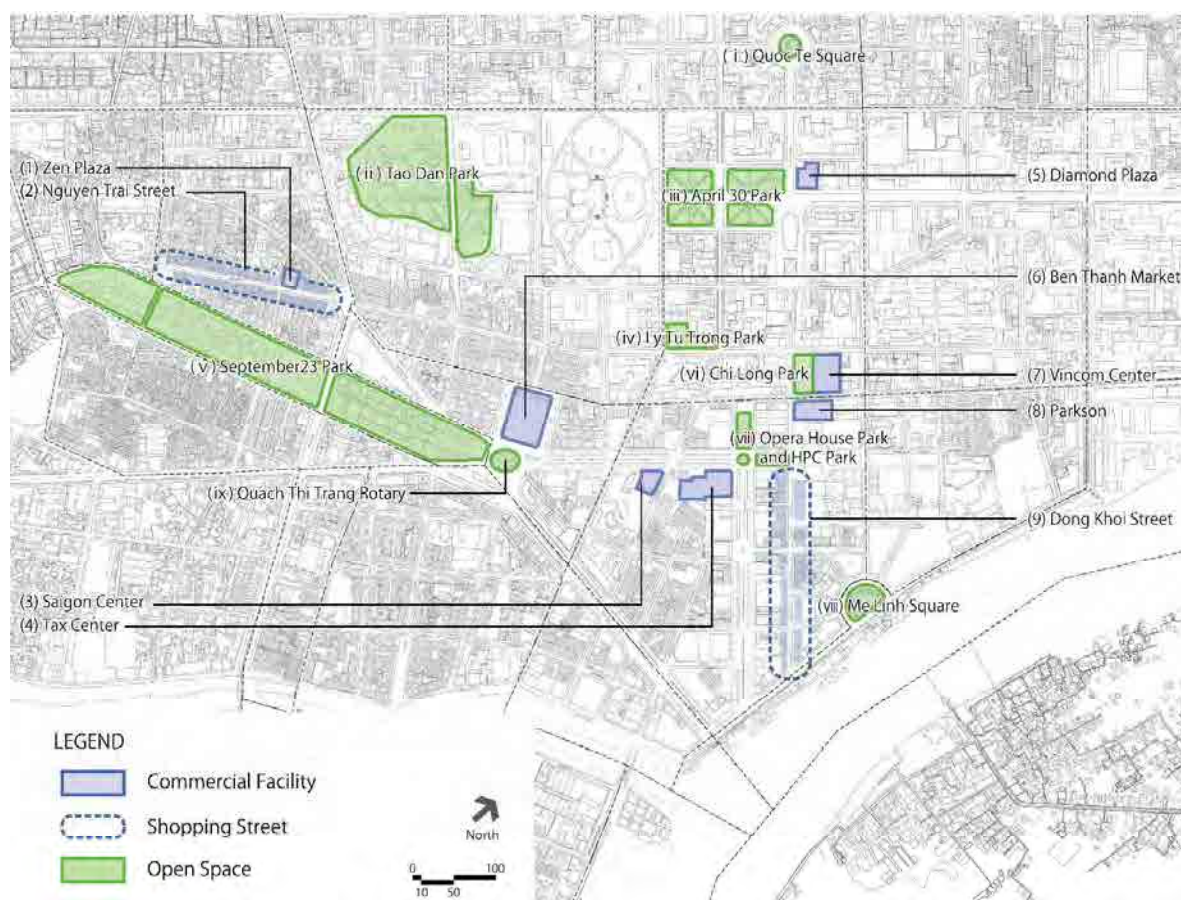 (i) Quoc Te Square
(1) Zen Plaza
(2) Nguyen Trai Street
(ii) Tao Dan Park
(iii) April 30 Park
(5) Diamond Plaza
(6) Ben Thanh Market
(iv) Ly Tu Trong Park
(v) September23 Park
(vi) Chi Long Park
(7) Vincom Center
(8) Parkson
(vii) Opera House Park
and HPC Park
(ix) Quach Thi Trang Rotary
(9) Dong Khoi Street
(3) Saigon Center
(4) Tax Center
(viii) Me Linh Square
LEGEND
Commercial Facility
Shopping Street
Open Space
North
0 100
10 50